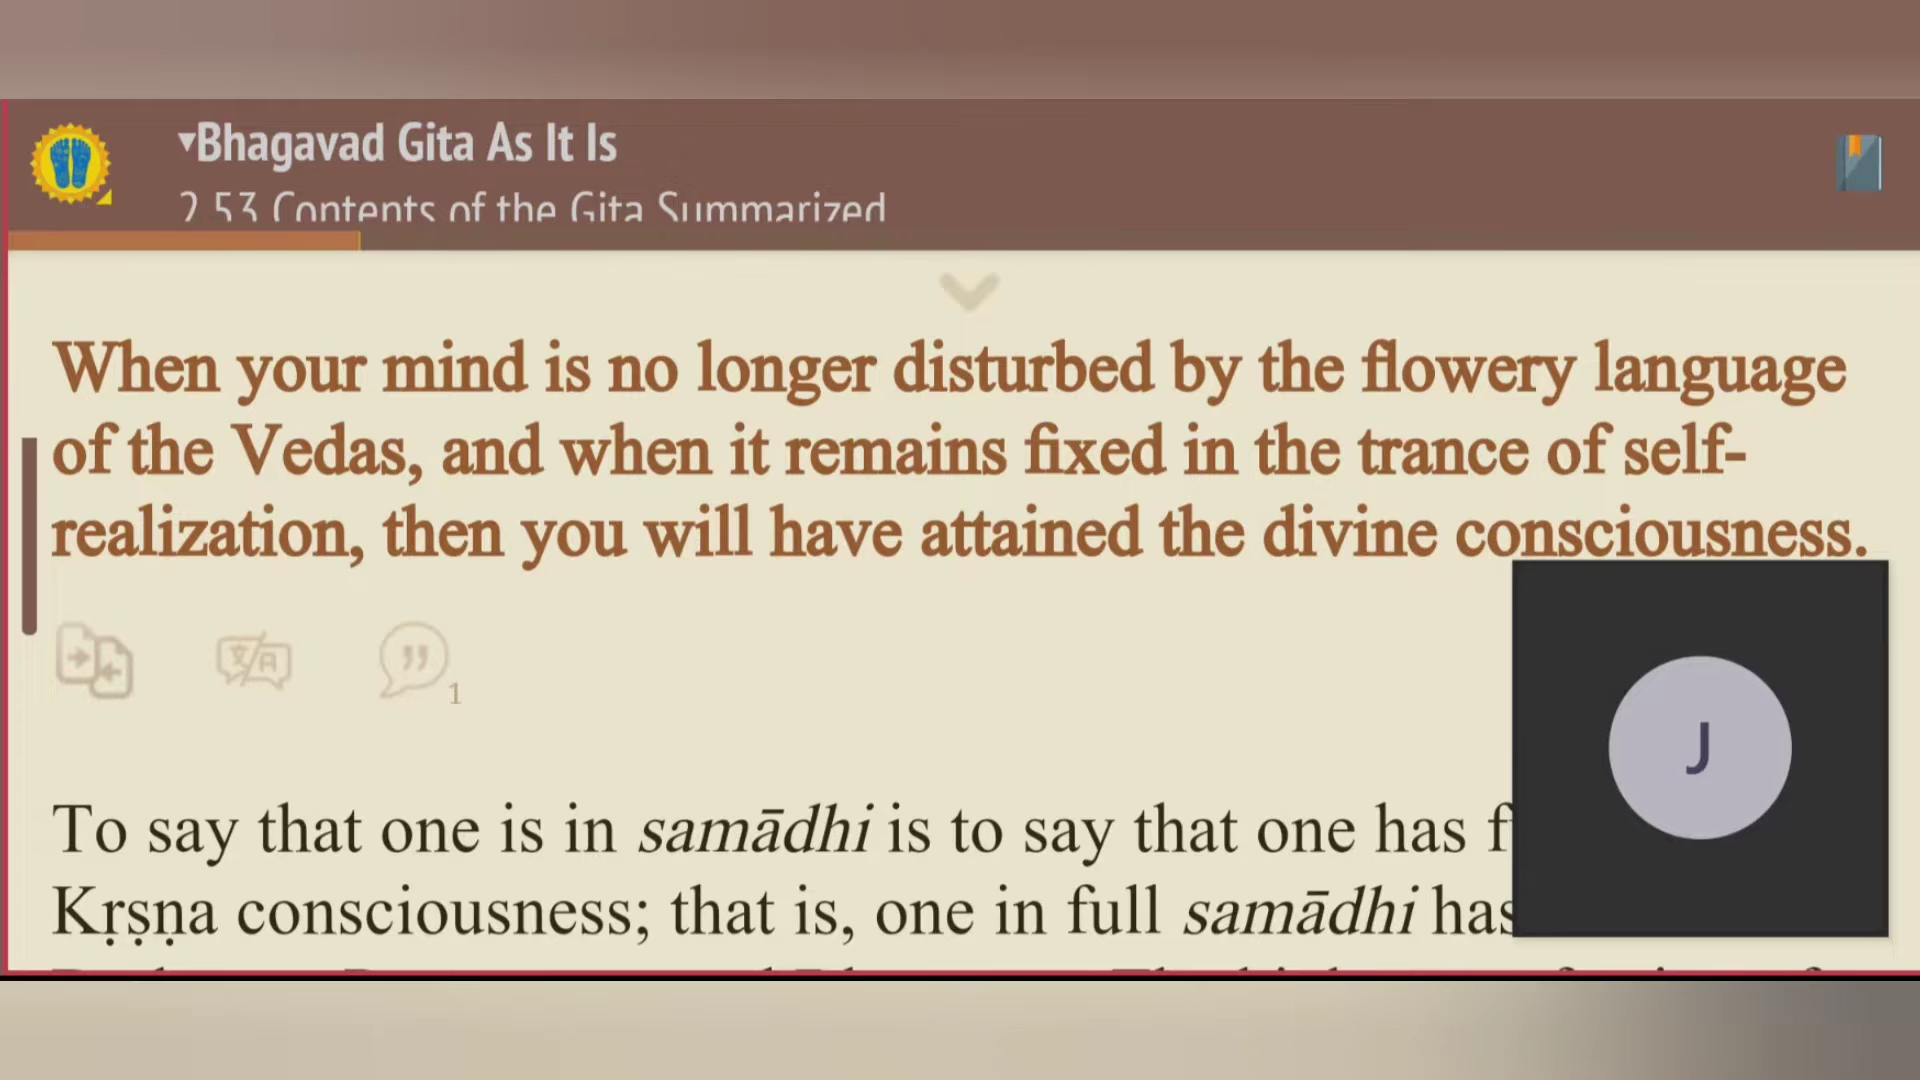 ▾Bhagavad Gita As It Is
2.53 Contents of the Gita Summarized
When your mind is no longer disturbed by the flowery language
of the Vedas, and when it remains fixed in the trance of self-
realization, then you will have attained the divine consciousness.
1
J
To say that one is in samādhi is to say that one has
Kṛṣṇa consciousness; that is, one in full samādhi has